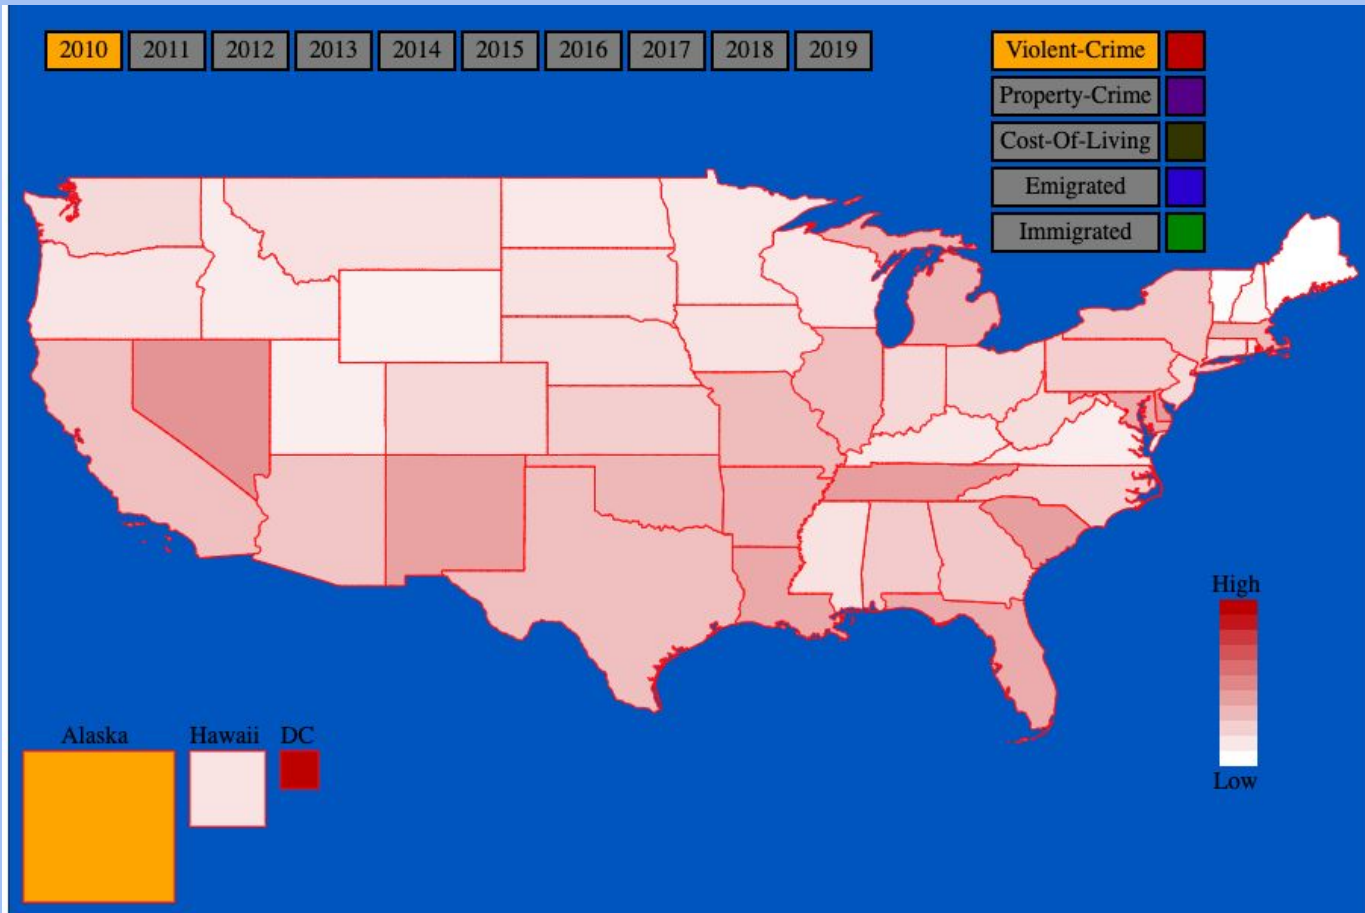 2010 2011 2012 2013 2014 2015 2016 2017 2018 2019
Violent-Crime
Property-Crime
Cost-Of-Living
Emigrated
Immigrated
High
Low
Alaska Hawaii DC